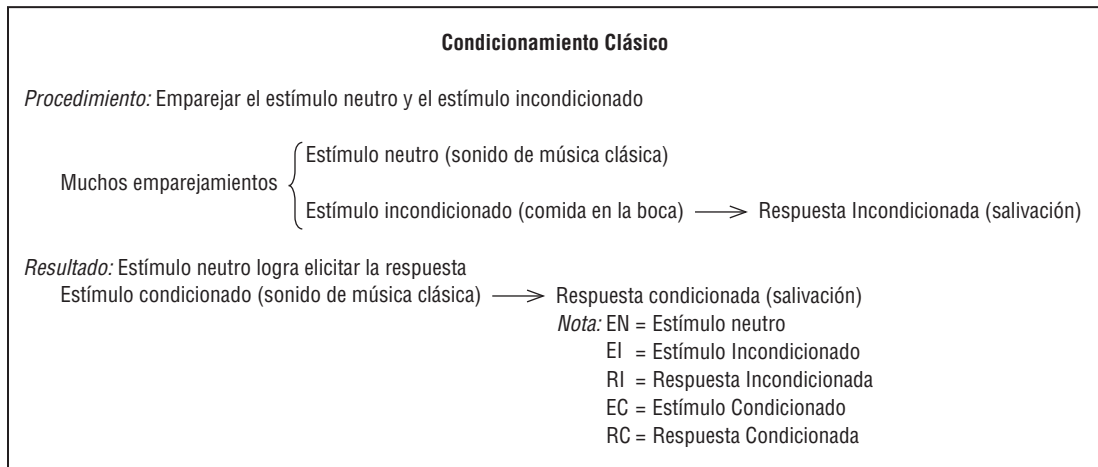 Condicionamiento Clásico
Procedimiento: Emparejar el estímulo neutro y el estímulo incondicionado
Estímulo neutro (sonido de música clásica)
Muchos emparejamientos
Estímulo incondicionado (comida en la boca) ⟶ Respuesta Incondicionada (salivación)
Resultado: Estímulo neutro logra elicitar la respuesta
Estímulo condicionado (sonido de música clásica) ⟶ Respuesta condicionada (salivación)
Nota: EN = Estímulo neutro
EI = Estímulo Incondicionado
RI = Respuesta Incondicionada
EC = Estímulo Condicionado
RC = Respuesta Condicionada